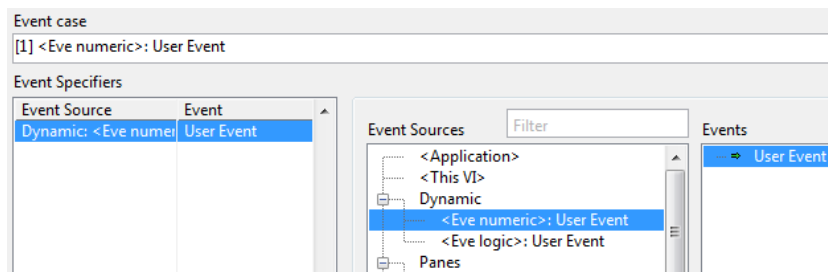 Event case
[1] <Eve numeric>: User Event
Event Specifiers
Event Source Event
Dynamic: <Eve numer User Event
Event Sources Filter Events
<Application>
<This VI>
Dynamic
<Eve numeric>: User Event
<Eve logic>: User Event
Panes
User Event